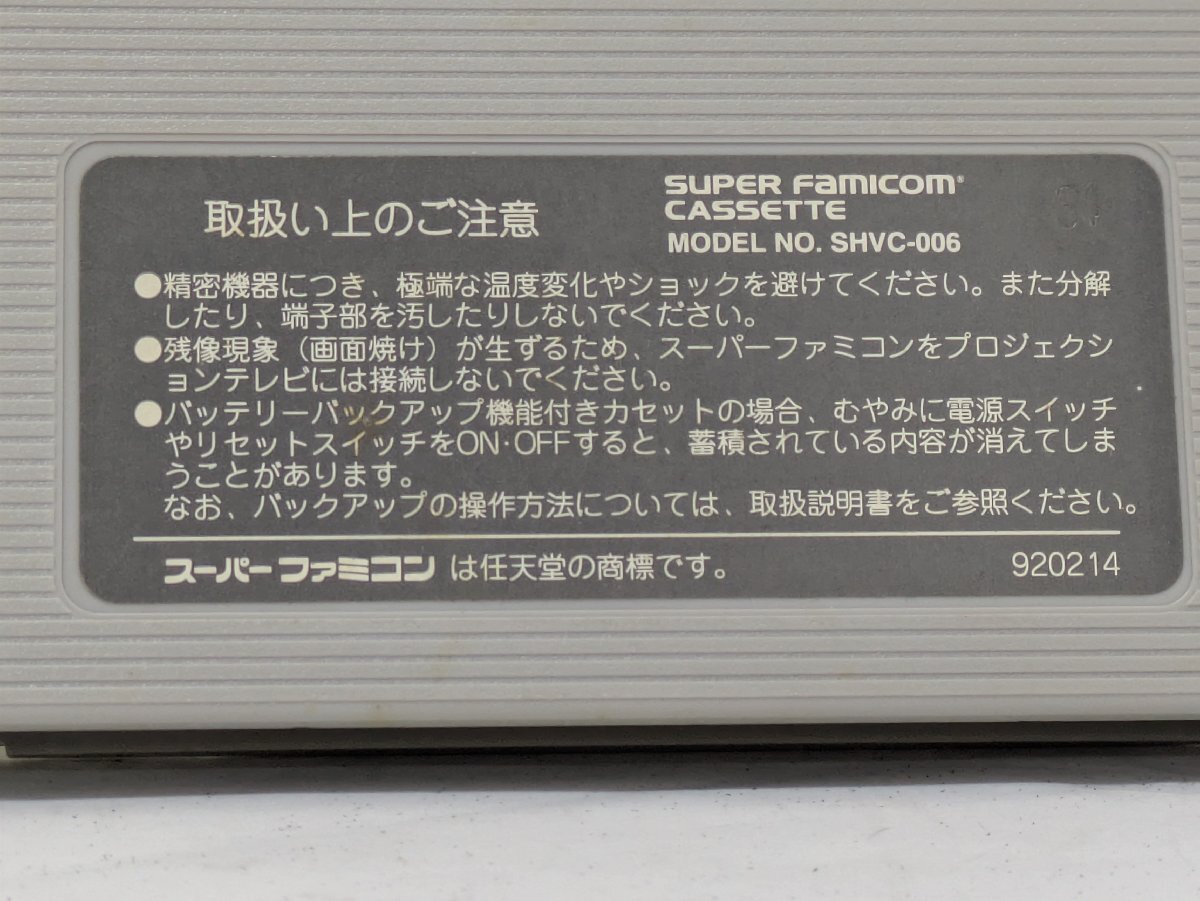 取扱い上のご注意
SUPER FAMICOM®
CASSETTE
MODEL NO. SHVC-006
●精密機器につき、極端な温度変化やショックを避けてください。また分解
したり、端子部を汚したりしないでください。
●残像現象（画面焼け）が生ずるため、スーパーファミコンをプロジェクシ
ョンテレビには接続しないでください。
●バッテリーバックアップ機能付きカセットの場合、むやみに電源スイッチ
やリセットスイッチをON·OFFすると、蓄積されている内容が消えてしま
うことがあります。
なお、バックアップの操作方法については、取扱説明書をご参照ください。
スーパーファミコン は任天堂の商標です。
920214